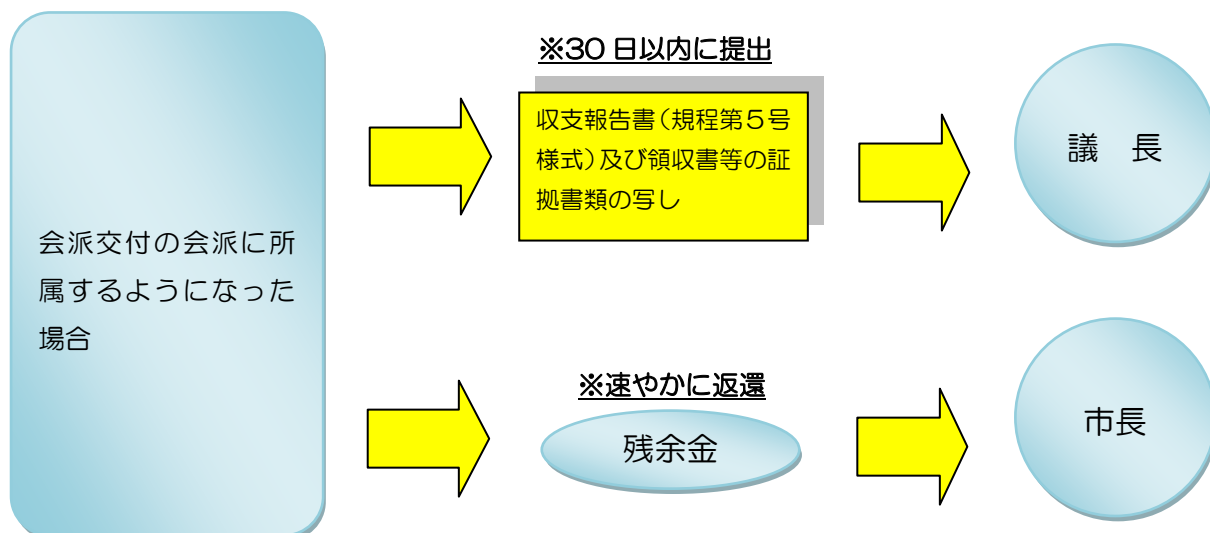 会派交付の会派に所
属するようになった
場合
※30日以内に提出
収支報告書(規程第5号
様式)及び領収書等の証
拠書類の写し
議　長
※速やかに返還
残余金
市長